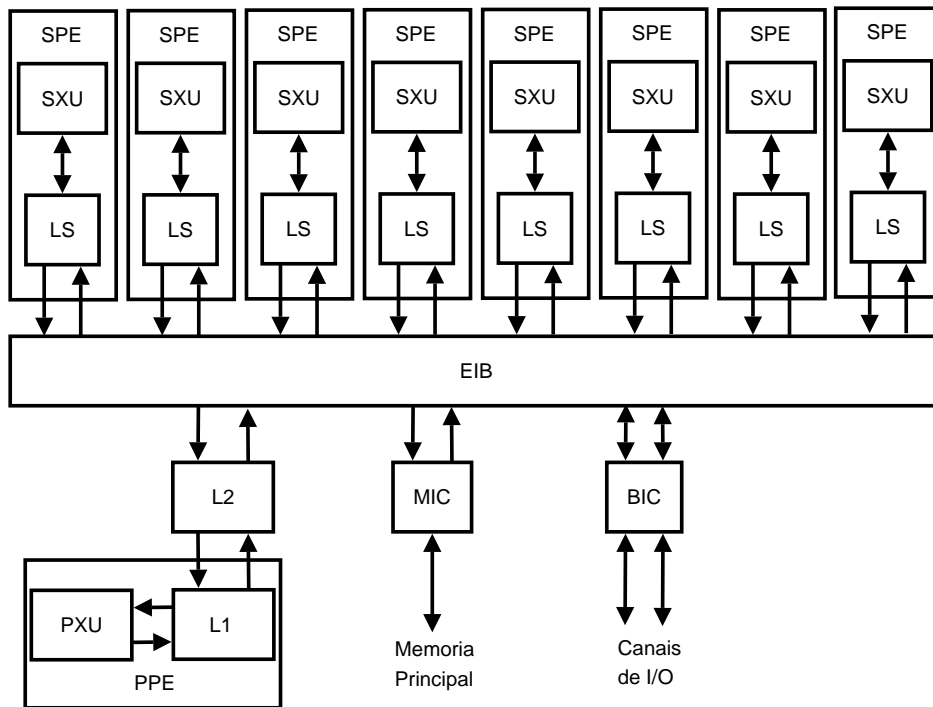 SPE
SPE
SPE
SPE
SPE
SPE
SPE
SPE
SXU
SXU
SXU
SXU
SXU
SXU
SXU
SXU
LS
LS
LS
LS
LS
LS
LS
LS
EIB
L2
MIC
BIC
PXU
L1
PPE
Memoria
Principal
Canais
de I/O